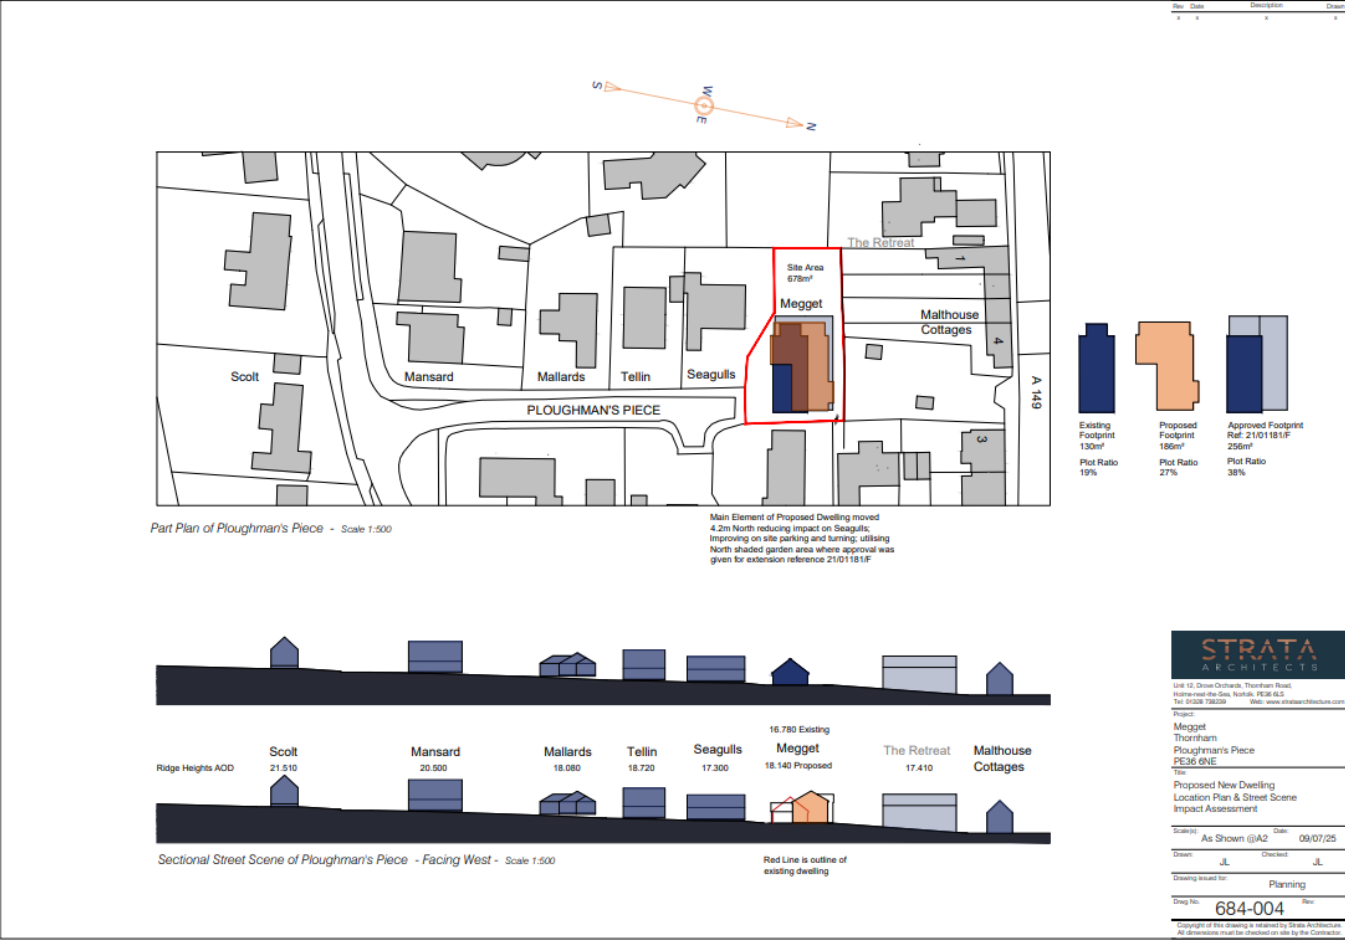 Rev Date Description Drawn
x x x x
S W E N
The Retreat
Site Area
678m²
Megget
1
Malthouse
Cottages
4
Scolt
Mansard
Mallards
Tellin
Seagulls
A 149
PLOUGHMAN'S PIECE
3
Existing
Footprint
130m²
Plot Ratio
19%
Proposed
Footprint
186m²
Plot Ratio
27%
Approved Footprint
Ref: 21/01181/F
256m²
Plot Ratio
38%
Part Plan of Ploughman's Piece - Scale 1:500
Main Element of Proposed Dwelling moved
4.2m North reducing impact on Seagulls;
Improving on site parking and turning; utilising
North shaded garden area where approval was
given for extension reference 21/01181/F
16.780 Existing
Scolt Mansard Mallards Tellin Seagulls Megget The Retreat Malthouse
Cottages
Ridge Heights AOD 21.510 20.500 18.080 18.720 17.300 18.140 Proposed 17.410
Sectional Street Scene of Ploughman's Piece - Facing West - Scale 1:500
Red Line is outline of
existing dwelling
STRATA
ARCHITECTS
Unit 12, Drove Orchards, Thornham Road,
Holme-next-the-Sea, Norfolk. PE36 6LS
Tel: 01328 738239 Web: www.strataarchitecture.com
Project:
Megget
Thornham
Ploughman's Piece
PE36 6NE
Title:
Proposed New Dwelling
Location Plan & Street Scene
Impact Assessment
Scale(s): As Shown @A2 Date: 09/07/25
Drawn: JL Checked: JL
Drawing issued for: Planning
Drwg No. 684-004 Rev:
Copyright of this drawing is retained by Strata Architecture.
All dimensions must be checked on site by the Contractor.